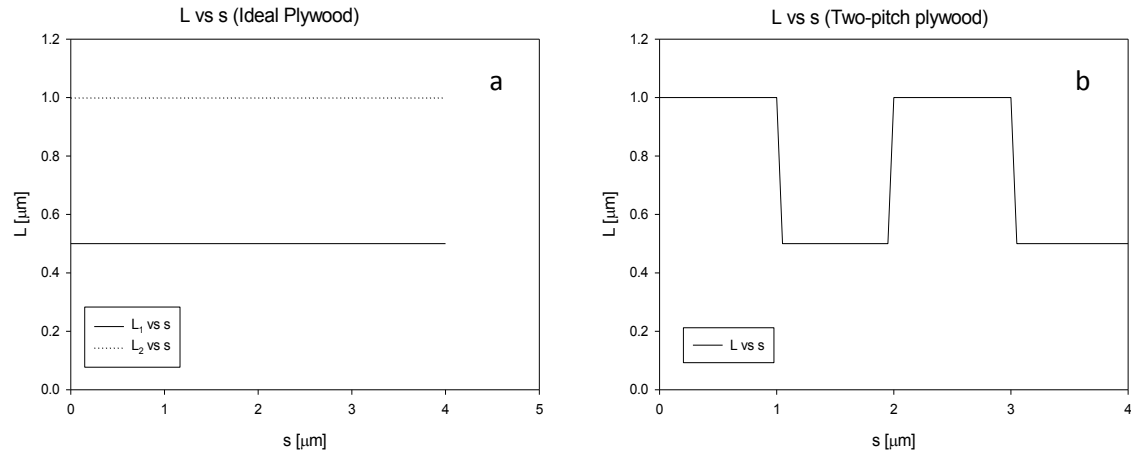 L vs s (Ideal Plywood)
1.2
a
1.0
0.8
L [μm]
0.6
0.4
0.2
L₁ vs s
L₂ vs s
0.0
0 1 2 3 4 5
s [μm]
L vs s (Two-pitch plywood)
1.2
b
1.0
0.8
L [μm]
0.6
0.4
0.2
L vs s
0.0
0 1 2 3 4
s [μm]